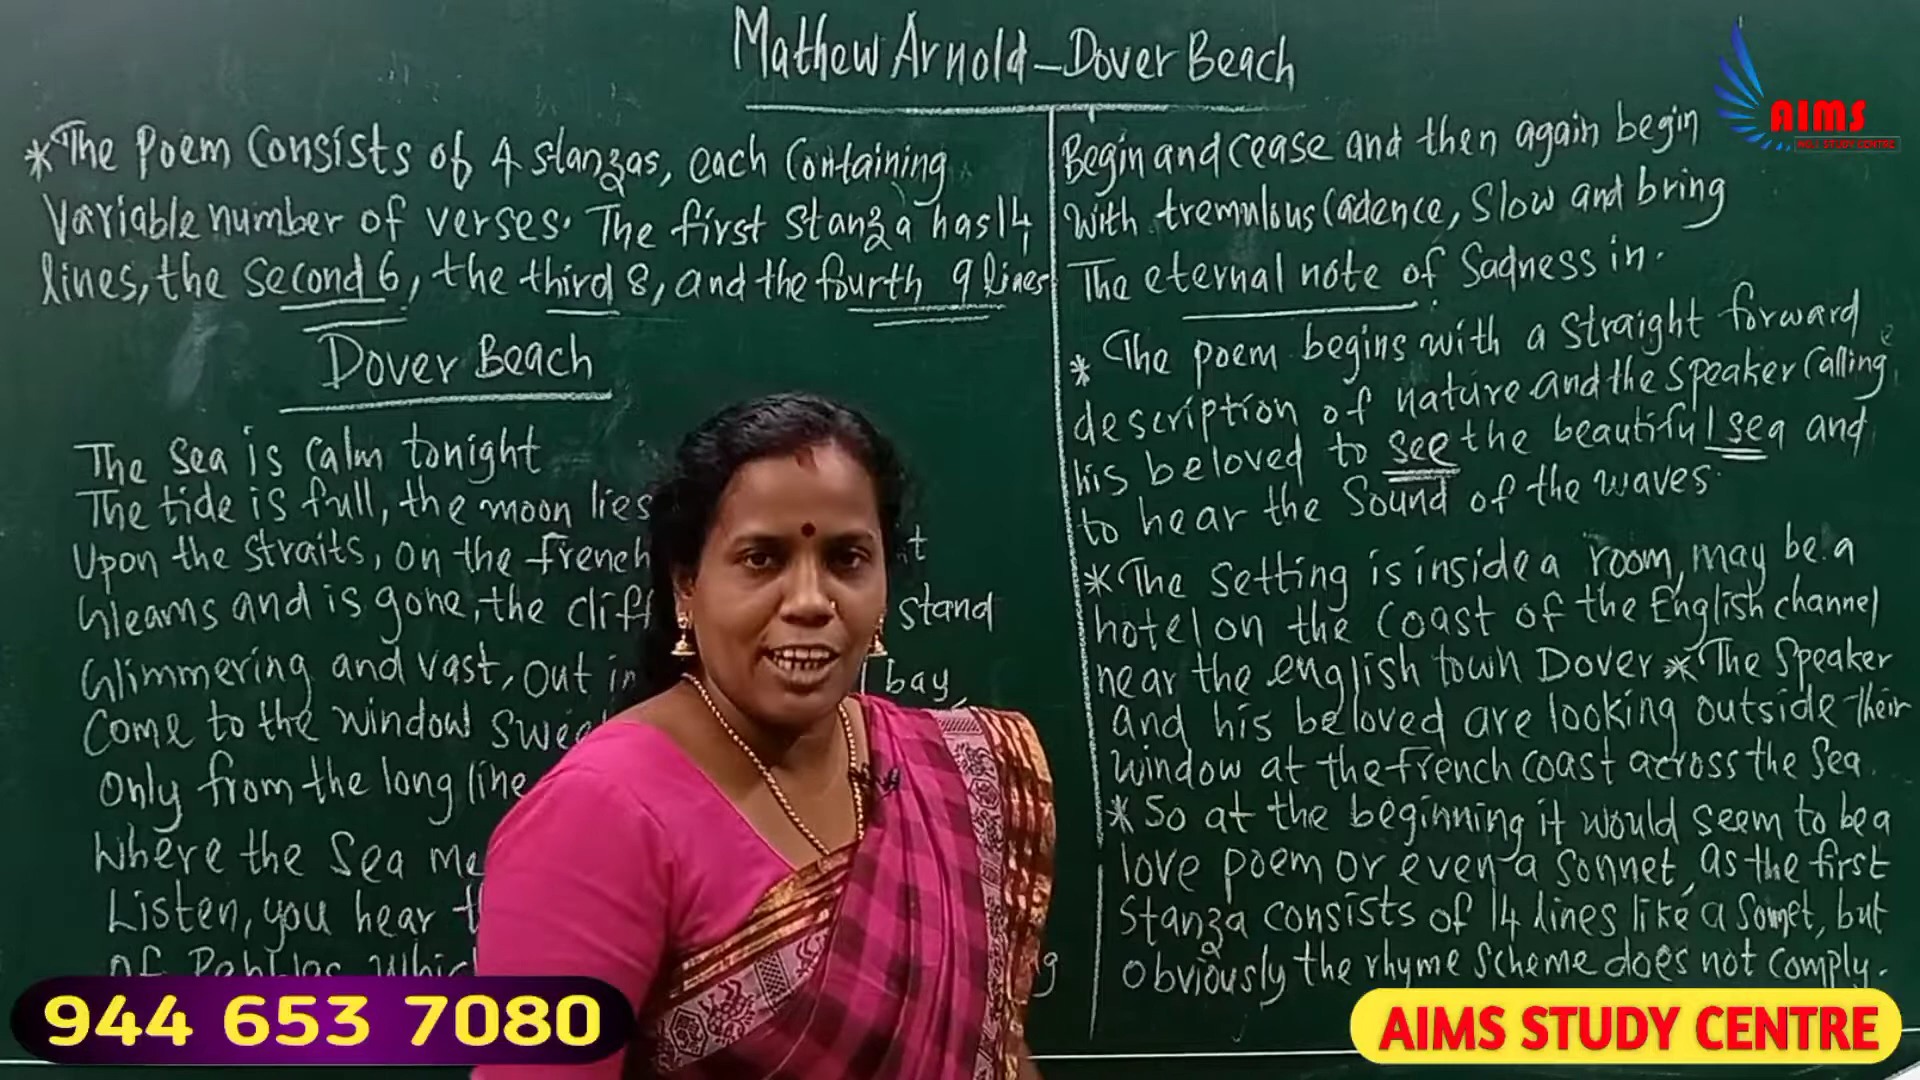 Mathew Arnold - Dover Beach
AIMS
NO.1 STUDY CENTRE
* The Poem Consists of 4 stanzas, each Containing
Variable number of verses. The first stanza has 14
lines, the second 6, the third 8, and the fourth 9 lines
Dover Beach
The sea is calm tonight
The tide is full, the moon lies
Upon the straits, on the french
Gleams and is gone, the cliff stand
Glimmering and vast, out in bay
Come to the window
Only from the long line
Where the Sea
Listen, you hear
of Pebbles which
Begin and cease and then again begin
With tremulous Cadence, Slow and bring
The eternal note of Sadness in.
* The poem begins with a straight forward
description of nature and the speaker Calling
his beloved to see the beautiful sea and
to hear the sound of the waves.
* The setting is inside a room, may be a
hotel on the coast of the English channel
near the english town Dover * The Speaker
and his beloved are looking outside their
window at the french coast across the sea.
* So at the beginning it would seem to be a
love poem or even a sonnet, as the first
stanza consists of 14 lines like a sonnet, but
obviously the rhyme scheme does not comply.
944 653 7080
AIMS STUDY CENTRE